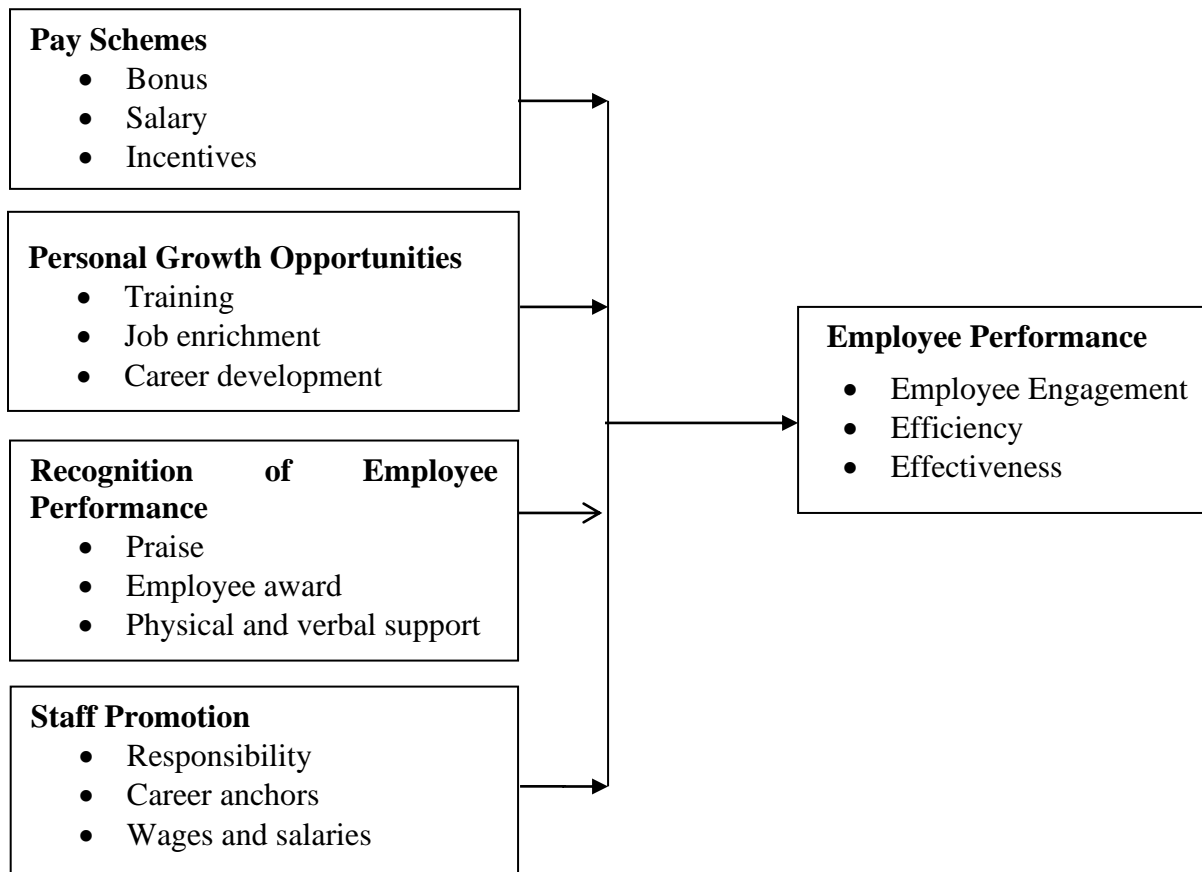 Pay Schemes
• Bonus
• Salary
• Incentives
Personal Growth Opportunities
• Training
• Job enrichment
• Career development
Recognition of Employee
Performance
• Praise
• Employee award
• Physical and verbal support
Staff Promotion
• Responsibility
• Career anchors
• Wages and salaries
Employee Performance
• Employee Engagement
• Efficiency
• Effectiveness